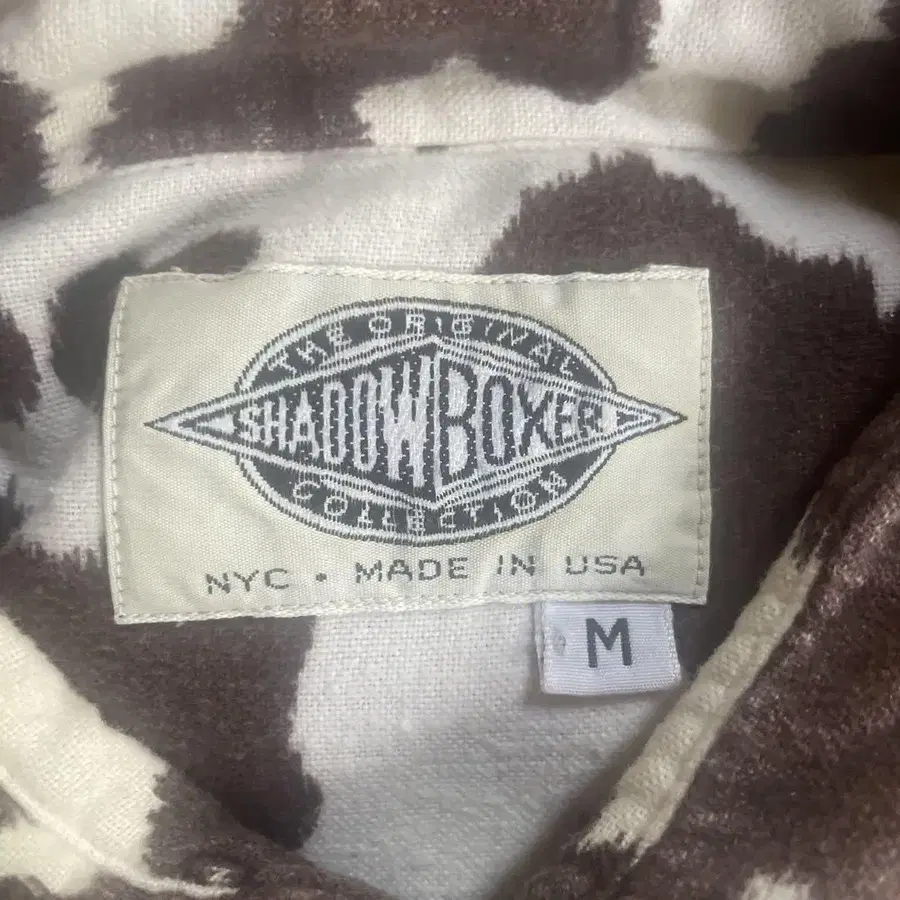 THE ORIGINAL
SHADOWBOXER
COLLECTION
NYC • MADE IN USA
M